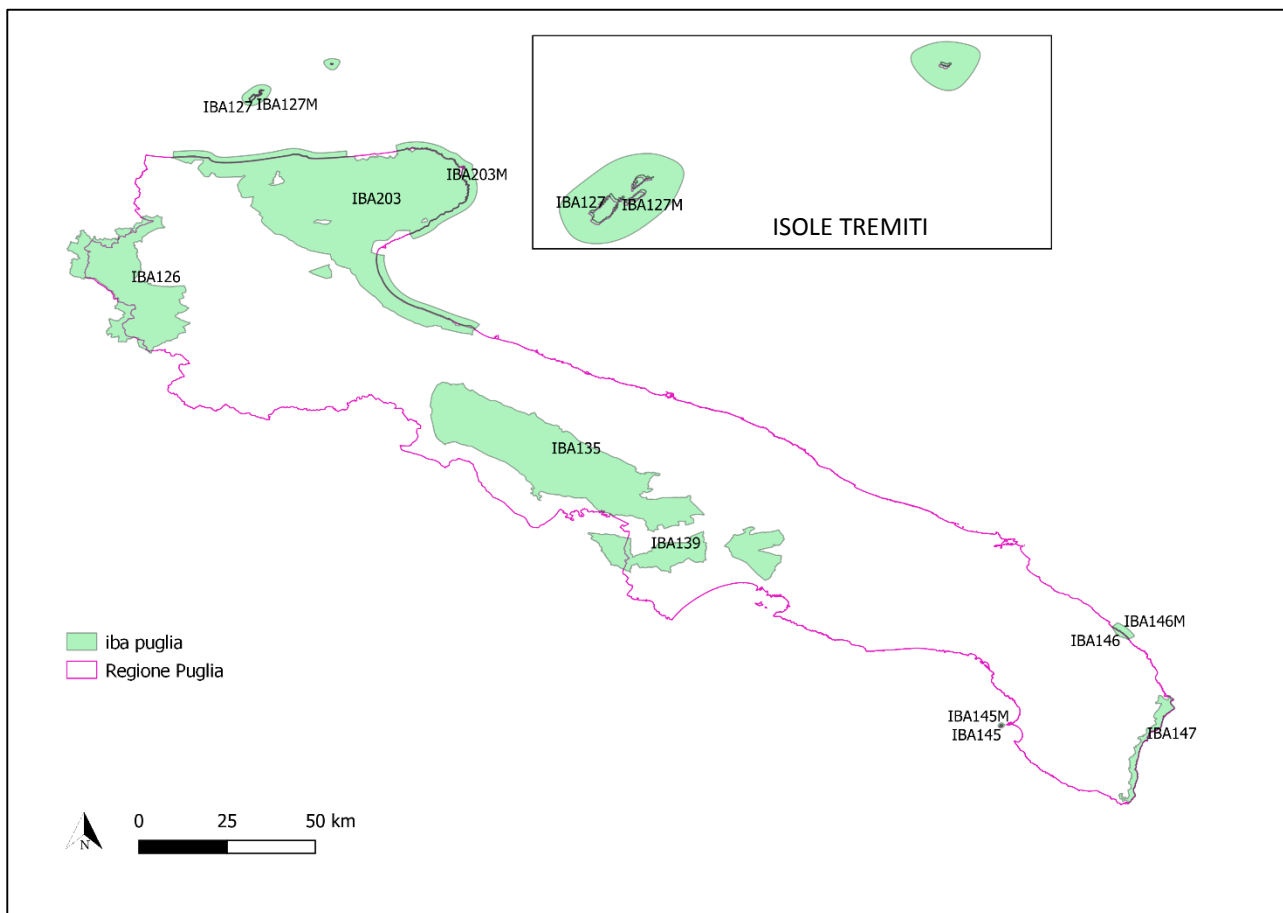 IBA127 IBA127M
IBA127
IBA127M
ISOLE TREMITI
IBA203M
IBA203
IBA126
IBA135
IBA139
iba puglia
Regione Puglia
IBA146M
IBA146
IBA145M
IBA145
IBA147
N
0 25 50 km